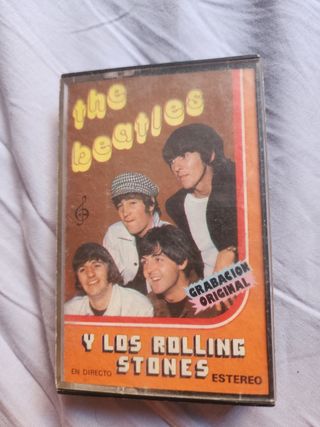 the
beatles
GRABACION
ORIGINAL
Y LOS ROLLING
STONES
EN DIRECTO
ESTEREO